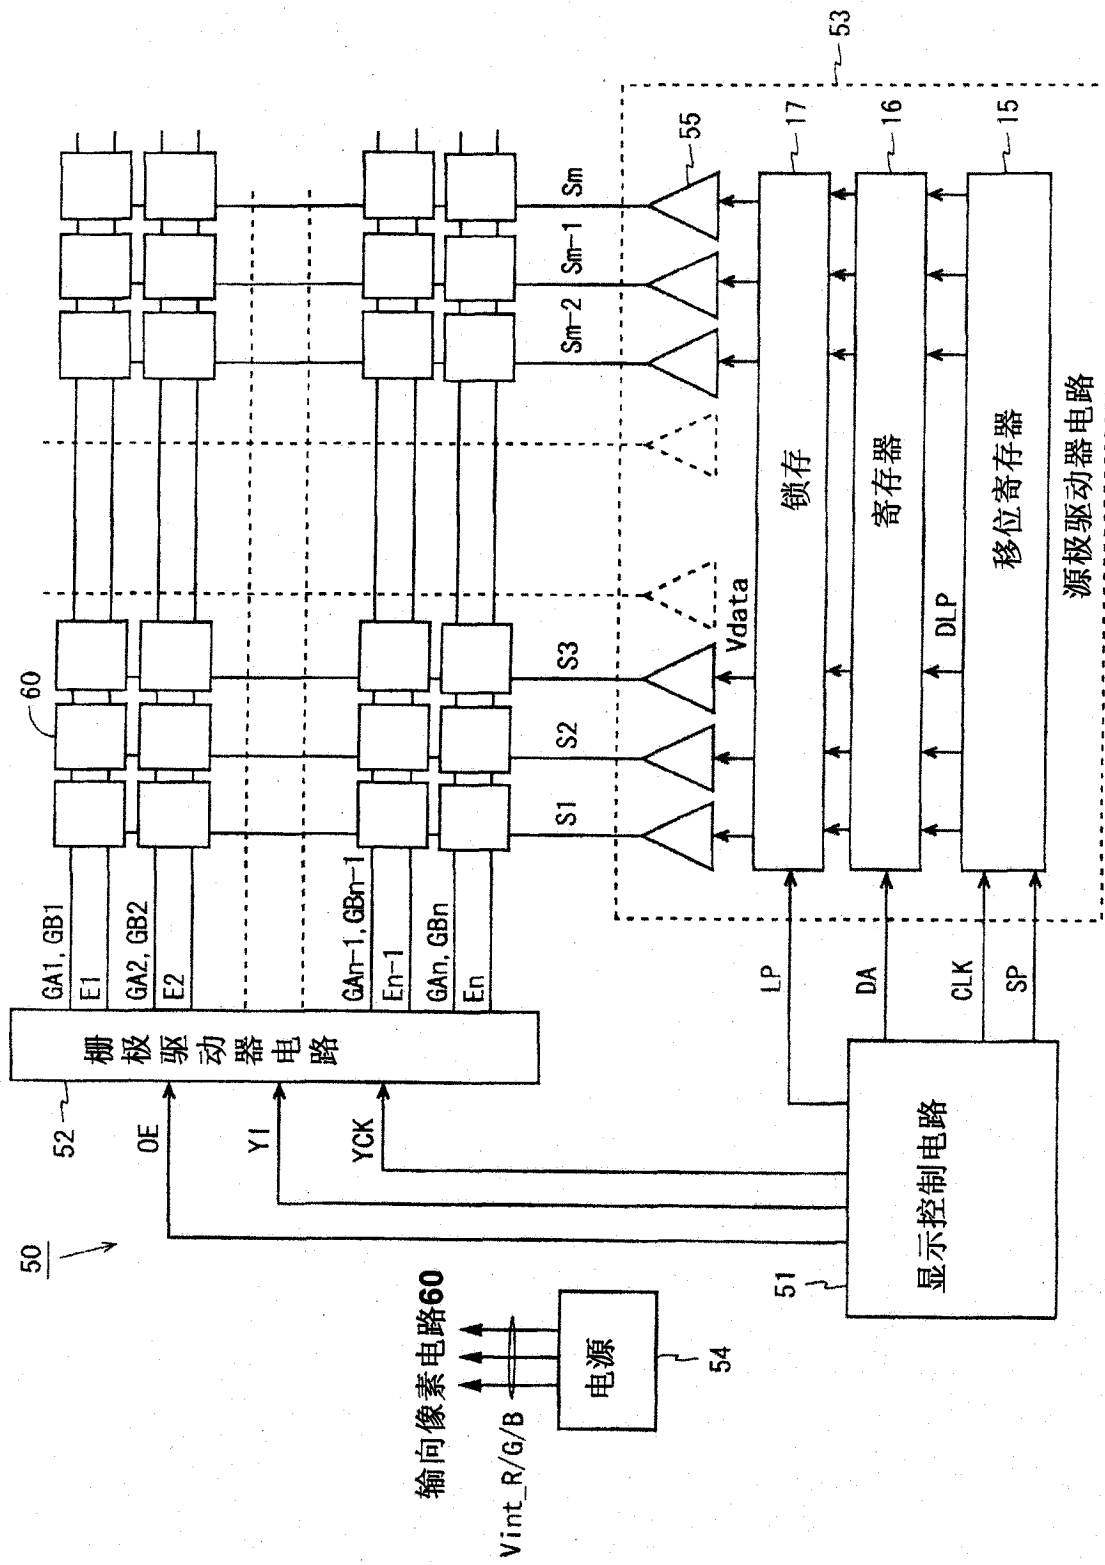 50
52
栅极驱动器电路
OE
YI
YCK
GA1, GB1
E1
GA2, GB2
E2
GAn-1, GBn-1
En-1
GAn, GBn
En
60
S1
S2
S3
Sm-2
Sm-1
Sm
53
55
Vdata
17
锁存
16
寄存器
DLP
15
移位寄存器
源极驱动器电路
LP
DA
CLK
SP
51
显示控制电路
输向像素电路60
Vint_R/G/B
电源
54